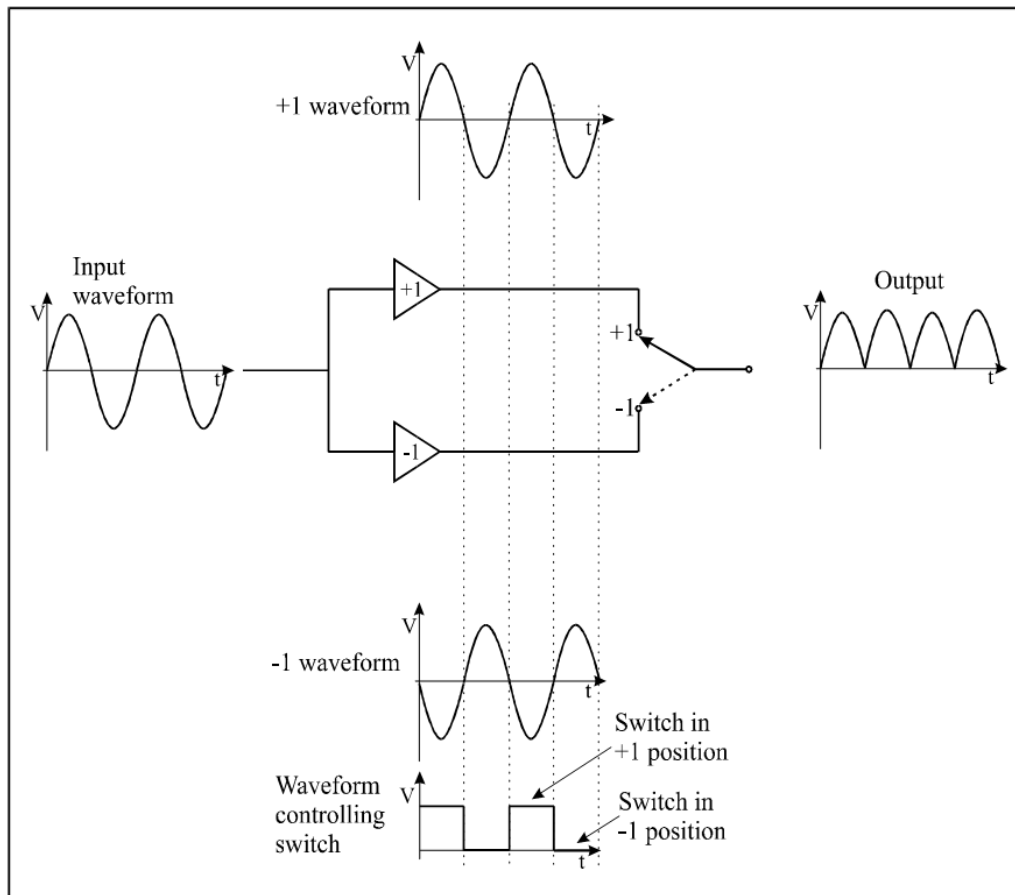 V
+1 waveform
t
Input
waveform
V
t
+1
-1
+1
-1
Output
V
t
V
-1 waveform
t
Switch in
+1 position
Waveform
controlling
switch
V
Switch in
-1 position
t